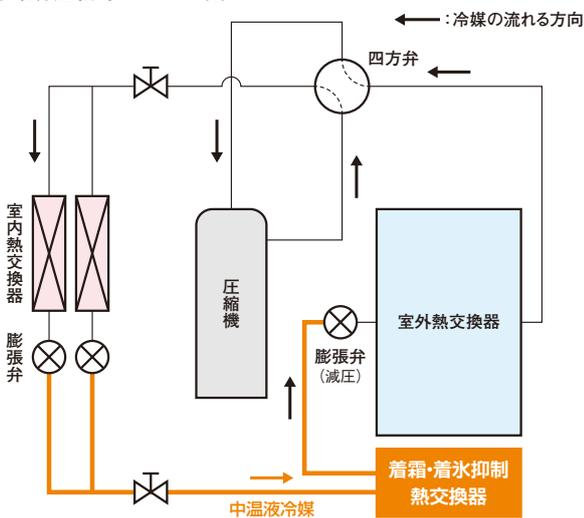 ：冷媒の流れる方向
四方弁
室内熱交換器
圧縮機
室外熱交換器
膨張弁
膨張弁
（減圧）
着霜・着氷抑制
熱交換器
中温液冷媒